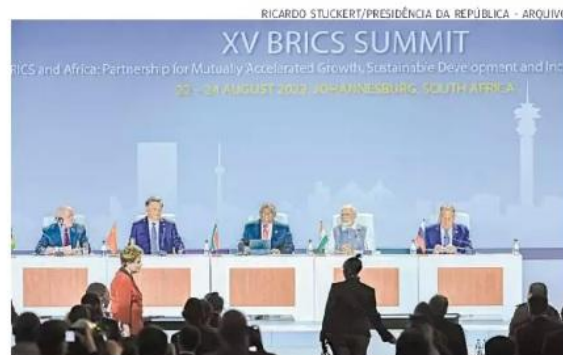 RICARDO STUCKERT/PRESIDÊNCIA DA REPÚBLICA - ARQUIVO
XV BRICS SUMMIT
RICS and Africa: Partnership for Mutually Accelerated Growth, Sustainable Development and Inc
22 - 24 AUGUST 2023 JOHANNESBURG, SOUTH AFRICA